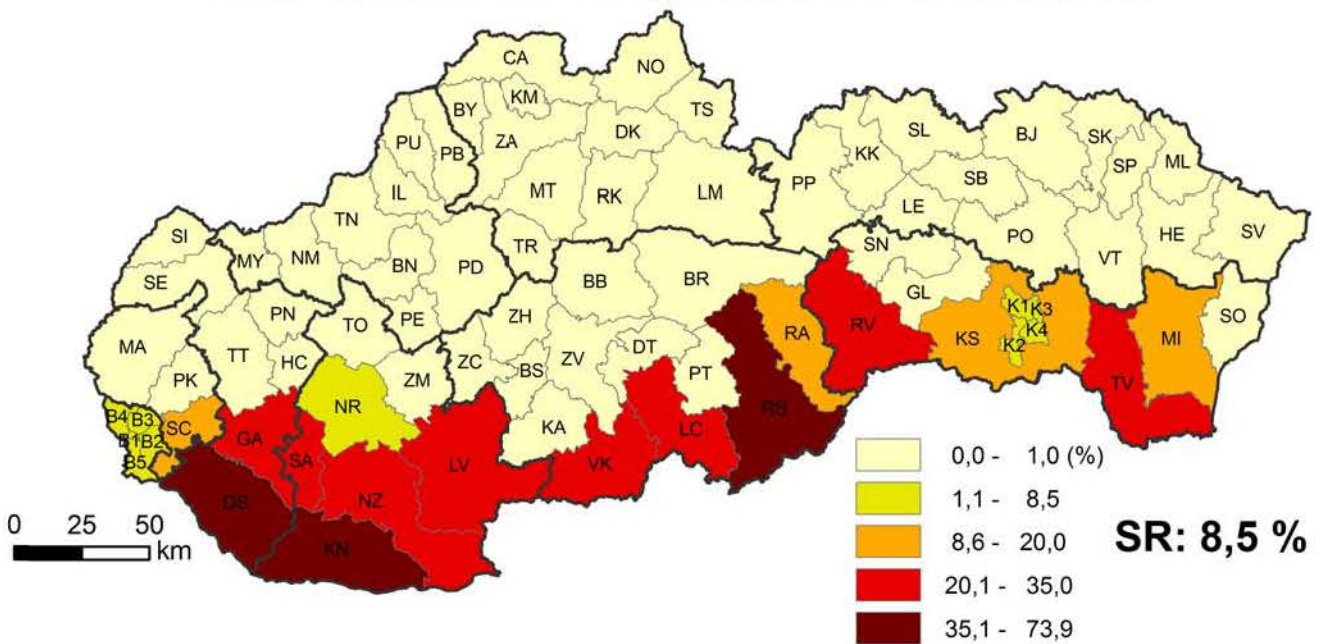 CA
NO
BY
KM
TS
PU
PB
ZA
DK
SL
BJ
SK
ML
KK
SP
IL
MT
RK
LM
PP
SB
TN
LE
SV
SI
MY
NM
TR
SN
PO
HE
VT
SE
BN
PD
BB
BR
GL
SO
PN
TO
PE
ZH
K1
K3
MA
TT
HC
ZC
ZV
DT
RA
RV
KS
K4
MI
K2
PK
ZM
BS
PT
TV
NR
B4
B3
SC
KA
RS
B1
B2
GA
SA
LV
VK
LC
B5
DS
NZ
KN
0 25 50
km
0,0 - 1,0 (%)
1,1 - 8,5
8,6 - 20,0
20,1 - 35,0
35,1 - 73,9
SR: 8,5 %